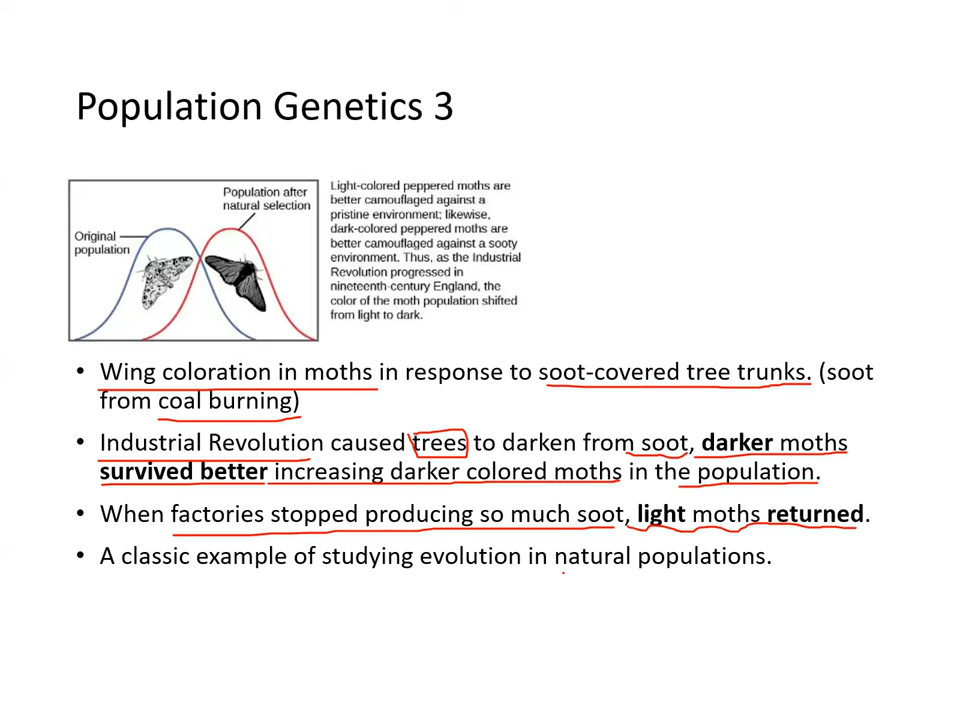 Population Genetics 3
Population after
natural selection
Original
population
Light-colored peppered moths are
better camouflaged against a
pristine environment; likewise,
dark-colored peppered moths are
better camouflaged against a sooty
environment. Thus, as the Industrial
Revolution progressed in
nineteenth-century England, the
color of the moth population shifted
from light to dark.
• Wing coloration in moths in response to soot-covered tree trunks. (soot
from coal burning)
• Industrial Revolution caused trees to darken from soot, darker moths
survived better increasing darker colored moths in the population.
• When factories stopped producing so much soot, light moths returned.
• A classic example of studying evolution in natural populations.